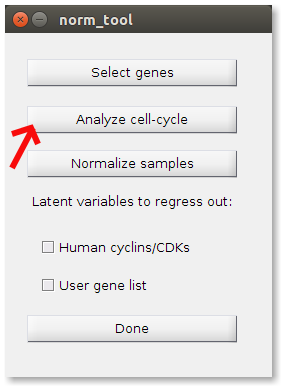 norm_tool
Select genes
Analyze cell-cycle
Normalize samples
Latent variables to regress out:
Human cyclins/CDKs
User gene list
Done